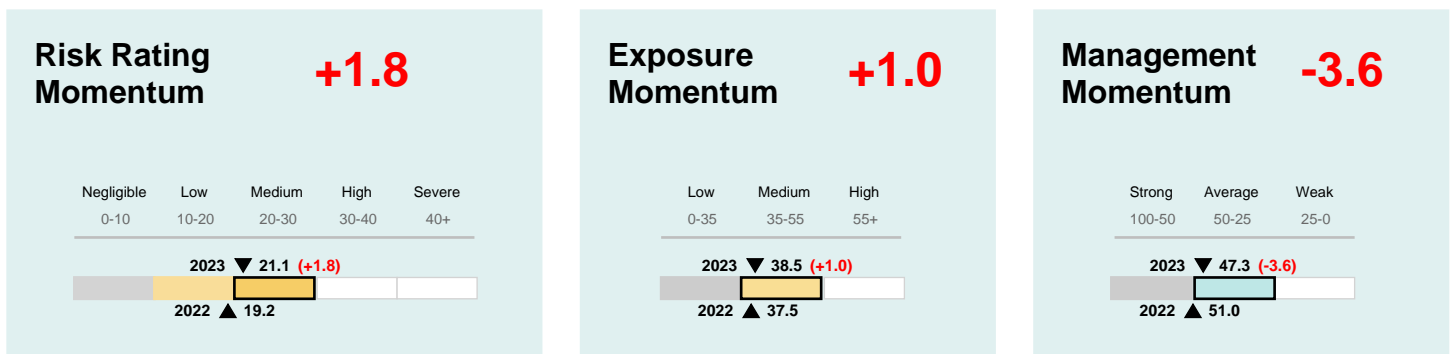 Risk Rating
Momentum
+1.8
Negligible Low Medium High Severe
0-10 10-20 20-30 30-40 40+
2023 ▼ 21.1 (+1.8)
2022 ▲ 19.2
Exposure
Momentum
+1.0
Low Medium High
0-35 35-55 55+
2023 ▼ 38.5 (+1.0)
2022 ▲ 37.5
Management
Momentum
-3.6
Strong Average Weak
100-50 50-25 25-0
2023 ▼ 47.3 (-3.6)
2022 ▲ 51.0